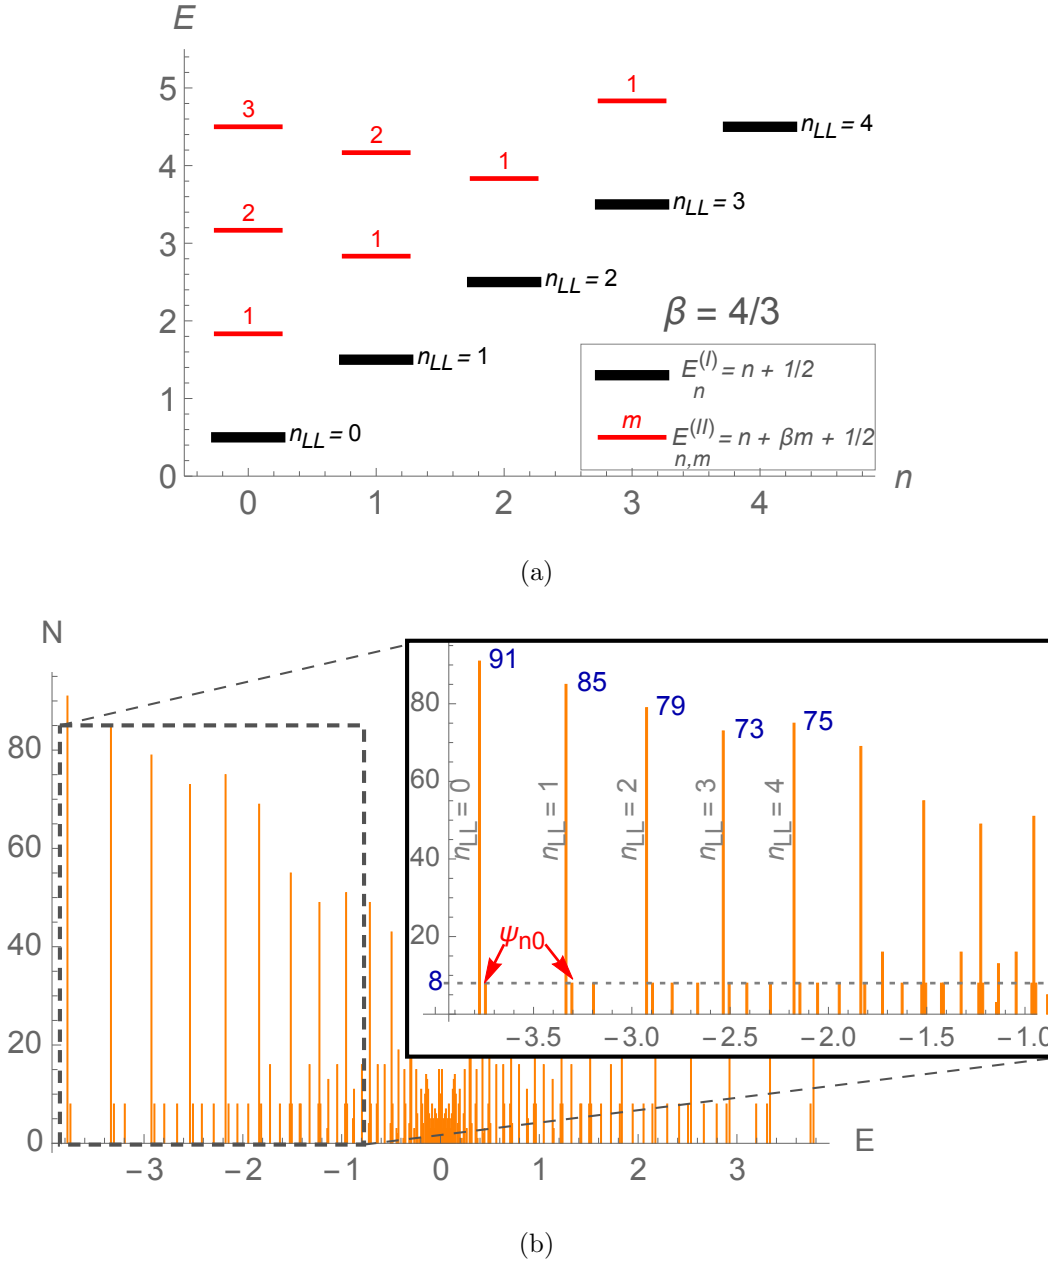 E
5
4
3
2
1
0
3
2
1
2
1
1
1
n_LL = 0
n_LL = 1
n_LL = 2
n_LL = 3
n_LL = 4
β = 4/3
E_n^(I) = n + 1/2
m
E_n,m^(II) = n + βm + 1/2
0 1 2 3 4 n
(a)
N
80
60
40
20
0
−3 −2 −1 0 1 2 3 E
80
60
40
20
8
91
85
79
73
75
n_LL = 0
n_LL = 1
n_LL = 2
n_LL = 3
n_LL = 4
ψ_n0
−3.5 −3.0 −2.5 −2.0 −1.5 −1.0
(b)